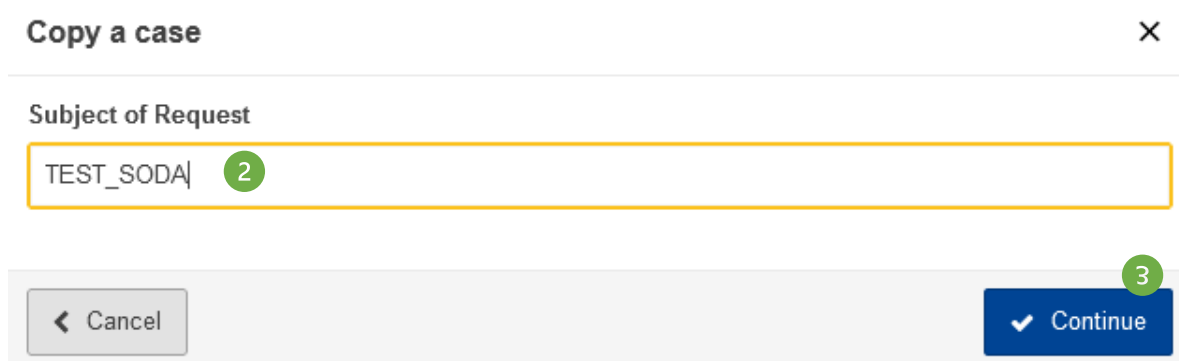 Copy a case
Subject of Request
TEST_SODA 2
3
Cancel Continue